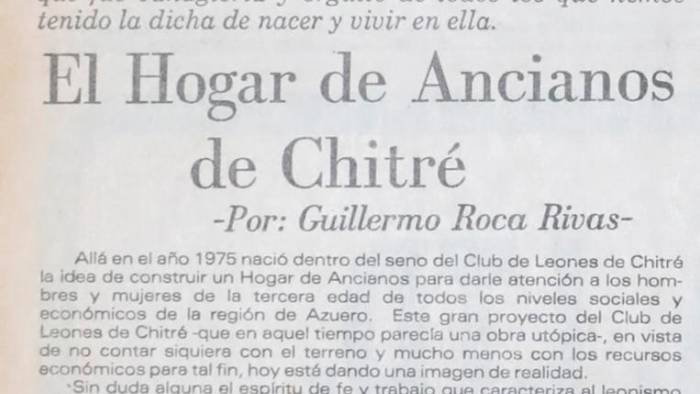 que fue
todos los que hemos
tenido la dicha de nacer y vivir en ella.
El Hogar de Ancianos
de Chitré
-Por: Guillermo Roca Rivas-
Allá en el año 1975 nació dentro del seno del Club de Leones de Chitré
la idea de construir un Hogar de Ancianos para darle atención a los hom-
bres y mujeres de la tercera edad de todos los niveles sociales y
económicos de la región de Azuero. Este gran proyecto del Club de
Leones de Chitré -que en aquel tiempo parecía una obra utópica-, en vista
de no contar siquiera con el terreno y mucho menos con los recursos
económicos para tal fin, hoy está dando una imagen de realidad.
Sin duda alguna el espíritu de fe y trabajo que caracteriza al leonismo